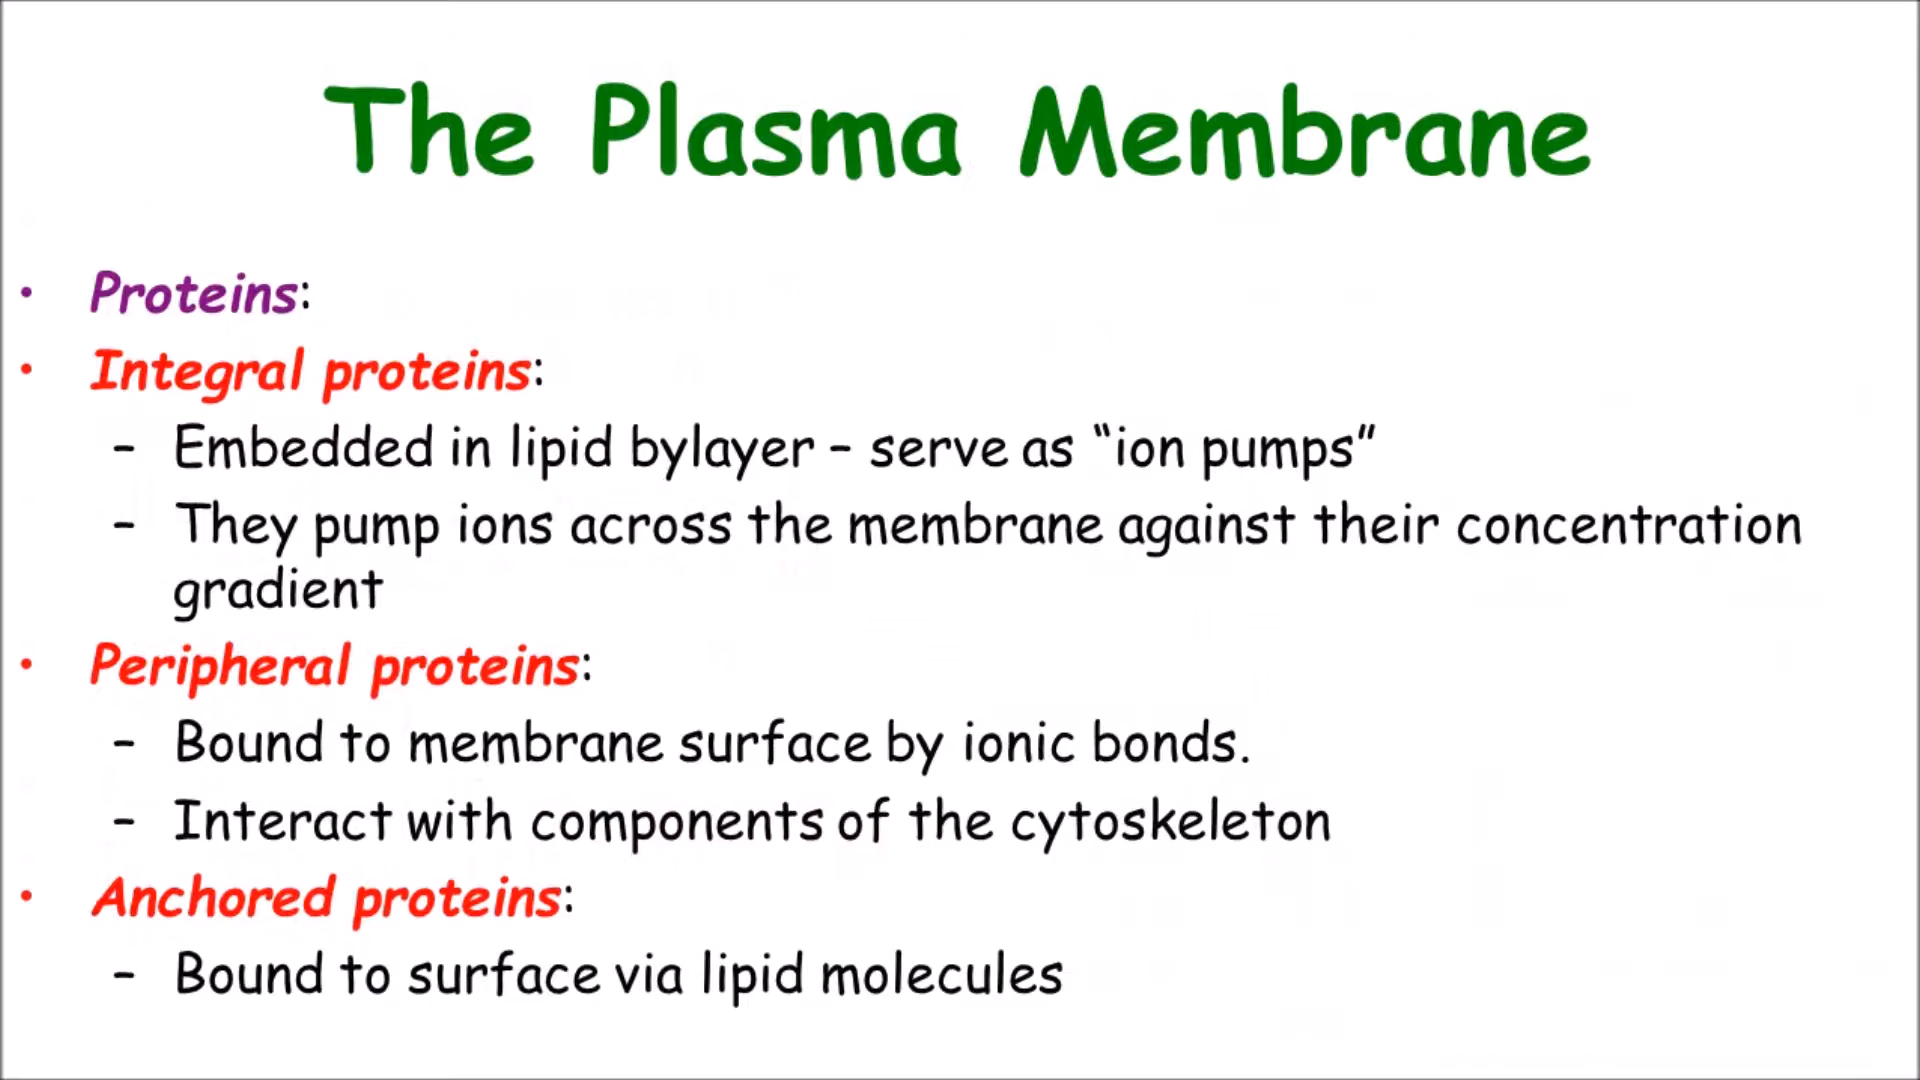 The Plasma Membrane
• Proteins:
• Integral proteins:
– Embedded in lipid bylayer – serve as “ion pumps”
– They pump ions across the membrane against their concentration
gradient
• Peripheral proteins:
– Bound to membrane surface by ionic bonds.
– Interact with components of the cytoskeleton
• Anchored proteins:
– Bound to surface via lipid molecules